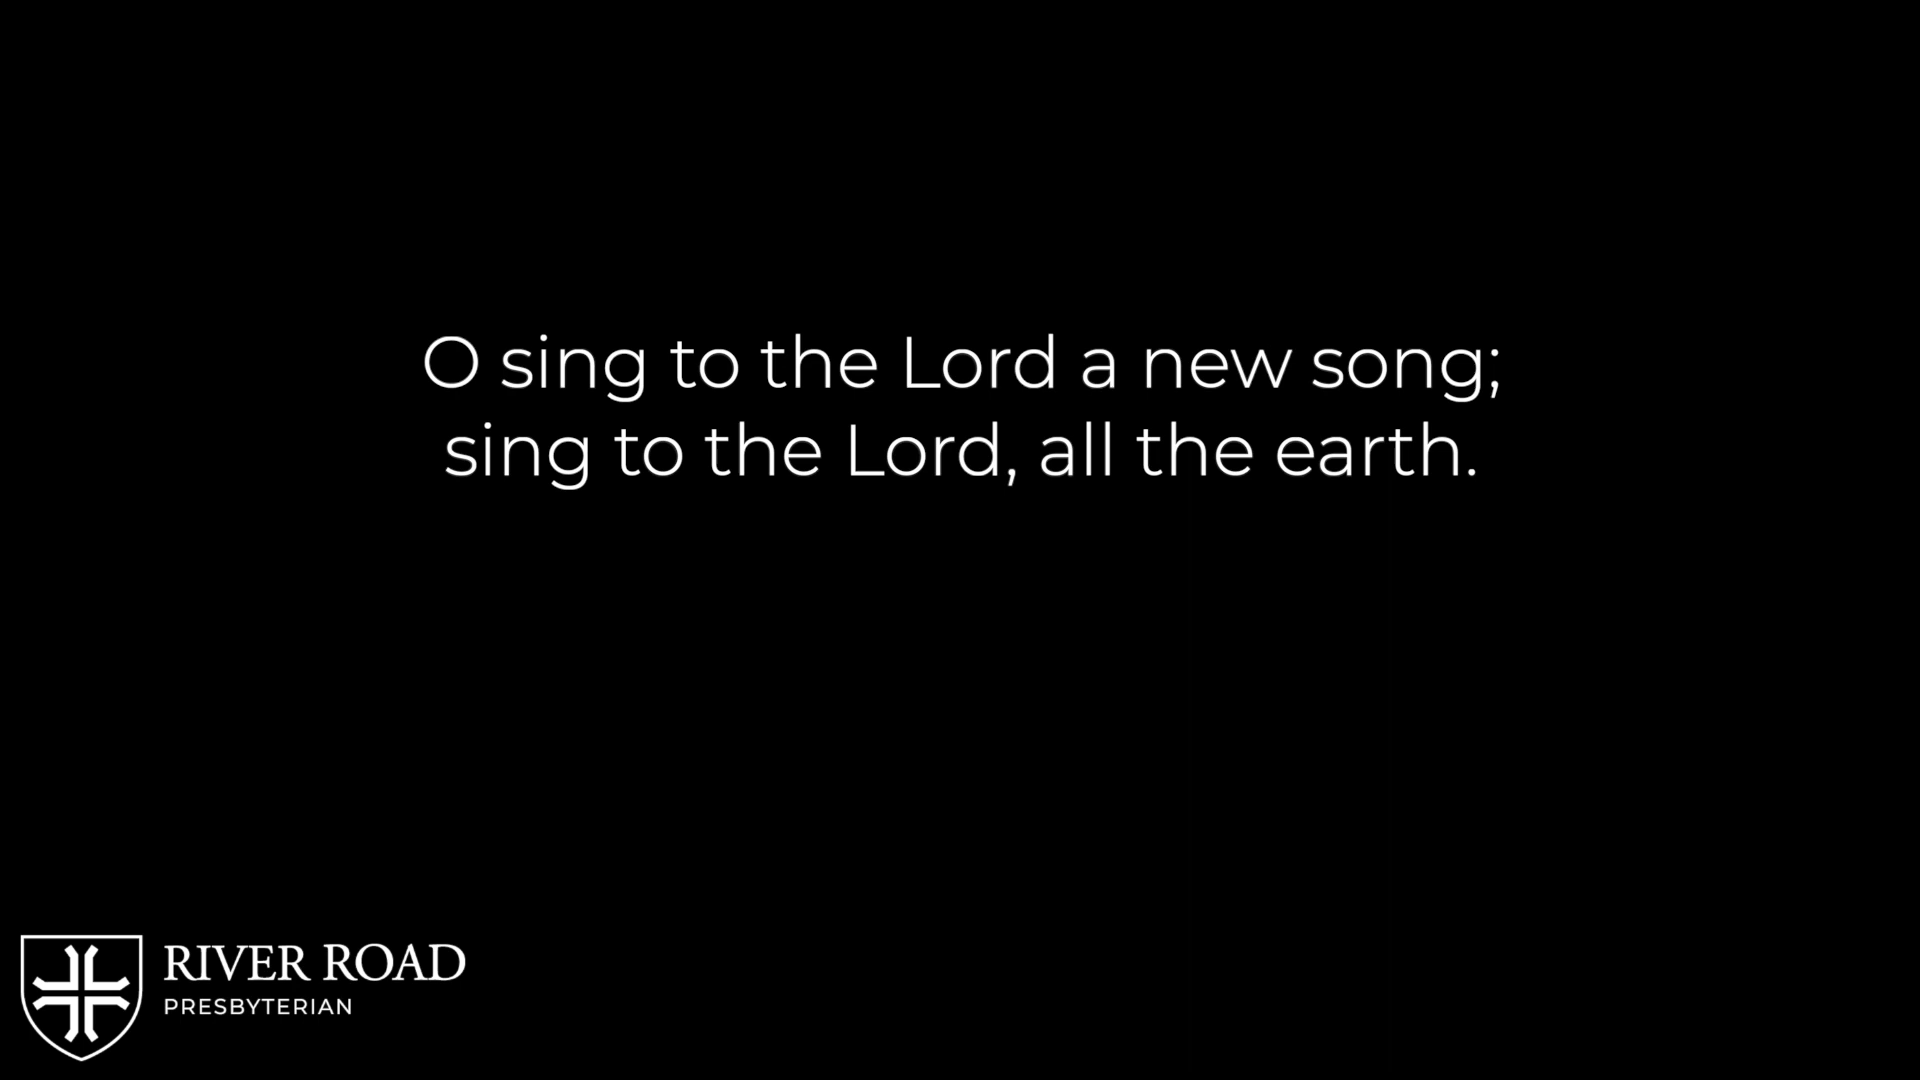 O sing to the Lord a new song;
sing to the Lord, all the earth.
RIVER ROAD
PRESBYTERIAN